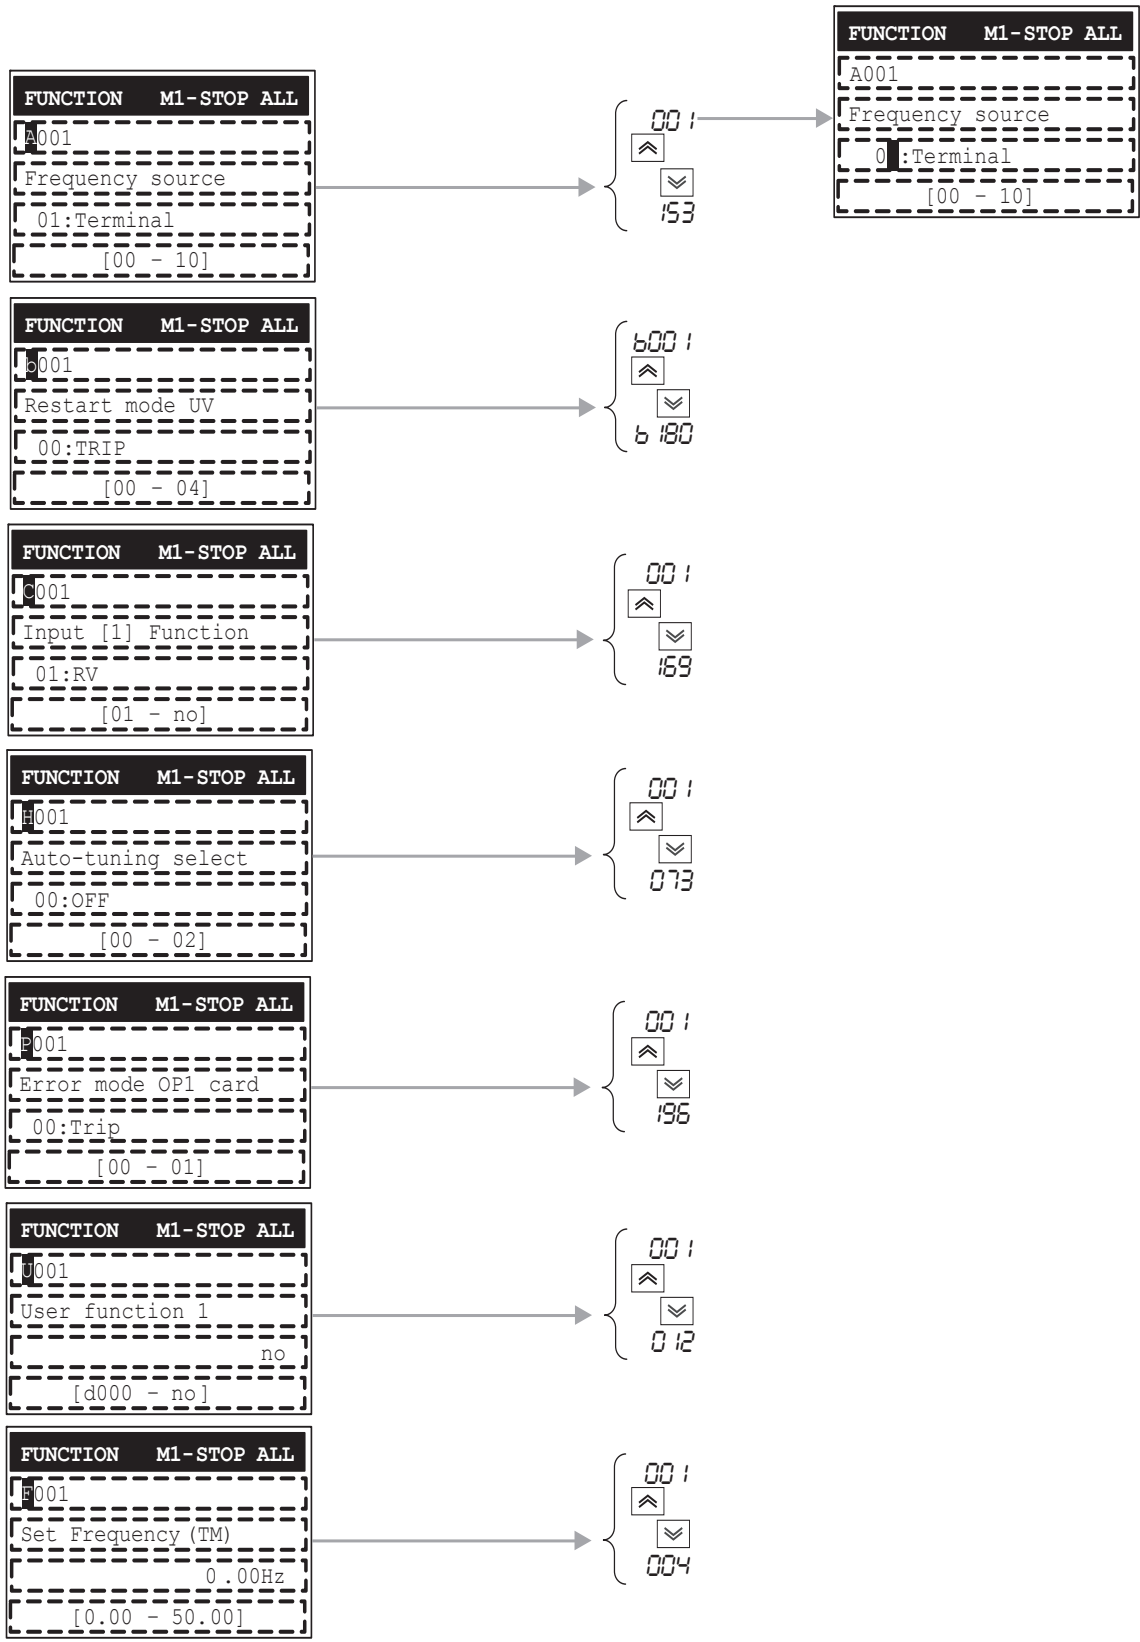 FUNCTION M1-STOP ALL
A001
Frequency source
01:Terminal
[00 - 10]
001
153
FUNCTION M1-STOP ALL
A001
Frequency source
0 :Terminal
[00 - 10]
FUNCTION M1-STOP ALL
b001
Restart mode UV
00:TRIP
[00 - 04]
b001
b180
FUNCTION M1-STOP ALL
C001
Input [1] Function
01:RV
[01 - no]
001
169
FUNCTION M1-STOP ALL
H001
Auto-tuning select
00:OFF
[00 - 02]
001
073
FUNCTION M1-STOP ALL
P001
Error mode OP1 card
00:Trip
[00 - 01]
001
196
FUNCTION M1-STOP ALL
U001
User function 1
no
[d000 - no]
001
012
FUNCTION M1-STOP ALL
F001
Set Frequency(TM)
0.00Hz
[0.00 - 50.00]
001
004